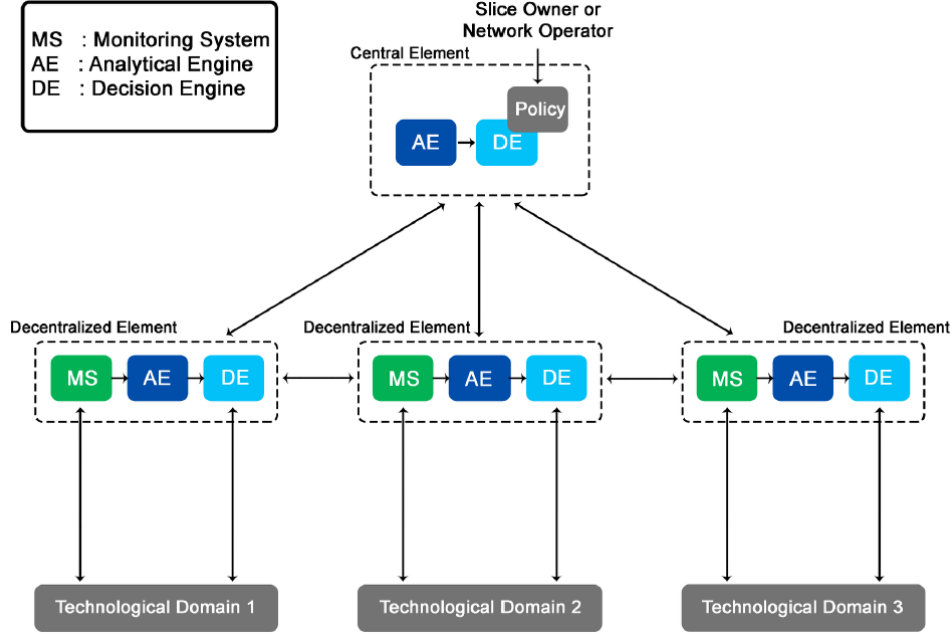 MS : Monitoring System
AE : Analytical Engine
DE : Decision Engine
Slice Owner or
Network Operator
Central Element
Policy
AE
DE
Decentralized Element
Decentralized Element
Decentralized Element
MS
AE
DE
MS
AE
DE
MS
AE
DE
Technological Domain 1
Technological Domain 2
Technological Domain 3